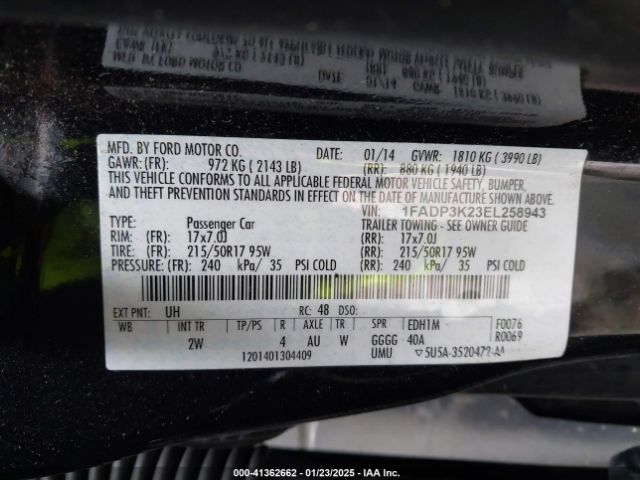 MFD. BY FORD MOTOR CO. DATE: 01/14 GVWR: 1810 KG ( 3990 LB)
GAWR: (FR): 972 KG ( 2143 LB) (RR): 880 KG ( 1940 LB)
THIS VEHICLE CONFORMS TO ALL APPLICABLE FEDERAL MOTOR VEHICLE SAFETY, BUMPER,
AND THEFT PREVENTION STANDARDS IN EFFECT ON THE DATE OF MANUFACTURE SHOWN ABOVE.
VIN: 1FADP3K23EL258943
TYPE: Passenger Car TRAILER TOWING - SEE OWNER GUIDE
RIM: (FR): 17x7.0J (RR): 17x7.0J
TIRE: (FR): 215/50R17 95W (RR): 215/50R17 95W
PRESSURE: (FR): 240 kPa/ 35 PSI COLD (RR): 240 kPa/ 35 PSI COLD
EXT PNT: UH RC: 48 DSO:
WB INT TR TP/PS R AXLE TR SPR EDH1M F0076
2W 4 AU W GGGG 40A R0069
1201401304409 UMU 5U5A-3520472-AA
000-41362662 - 01/23/2025 - IAA Inc.